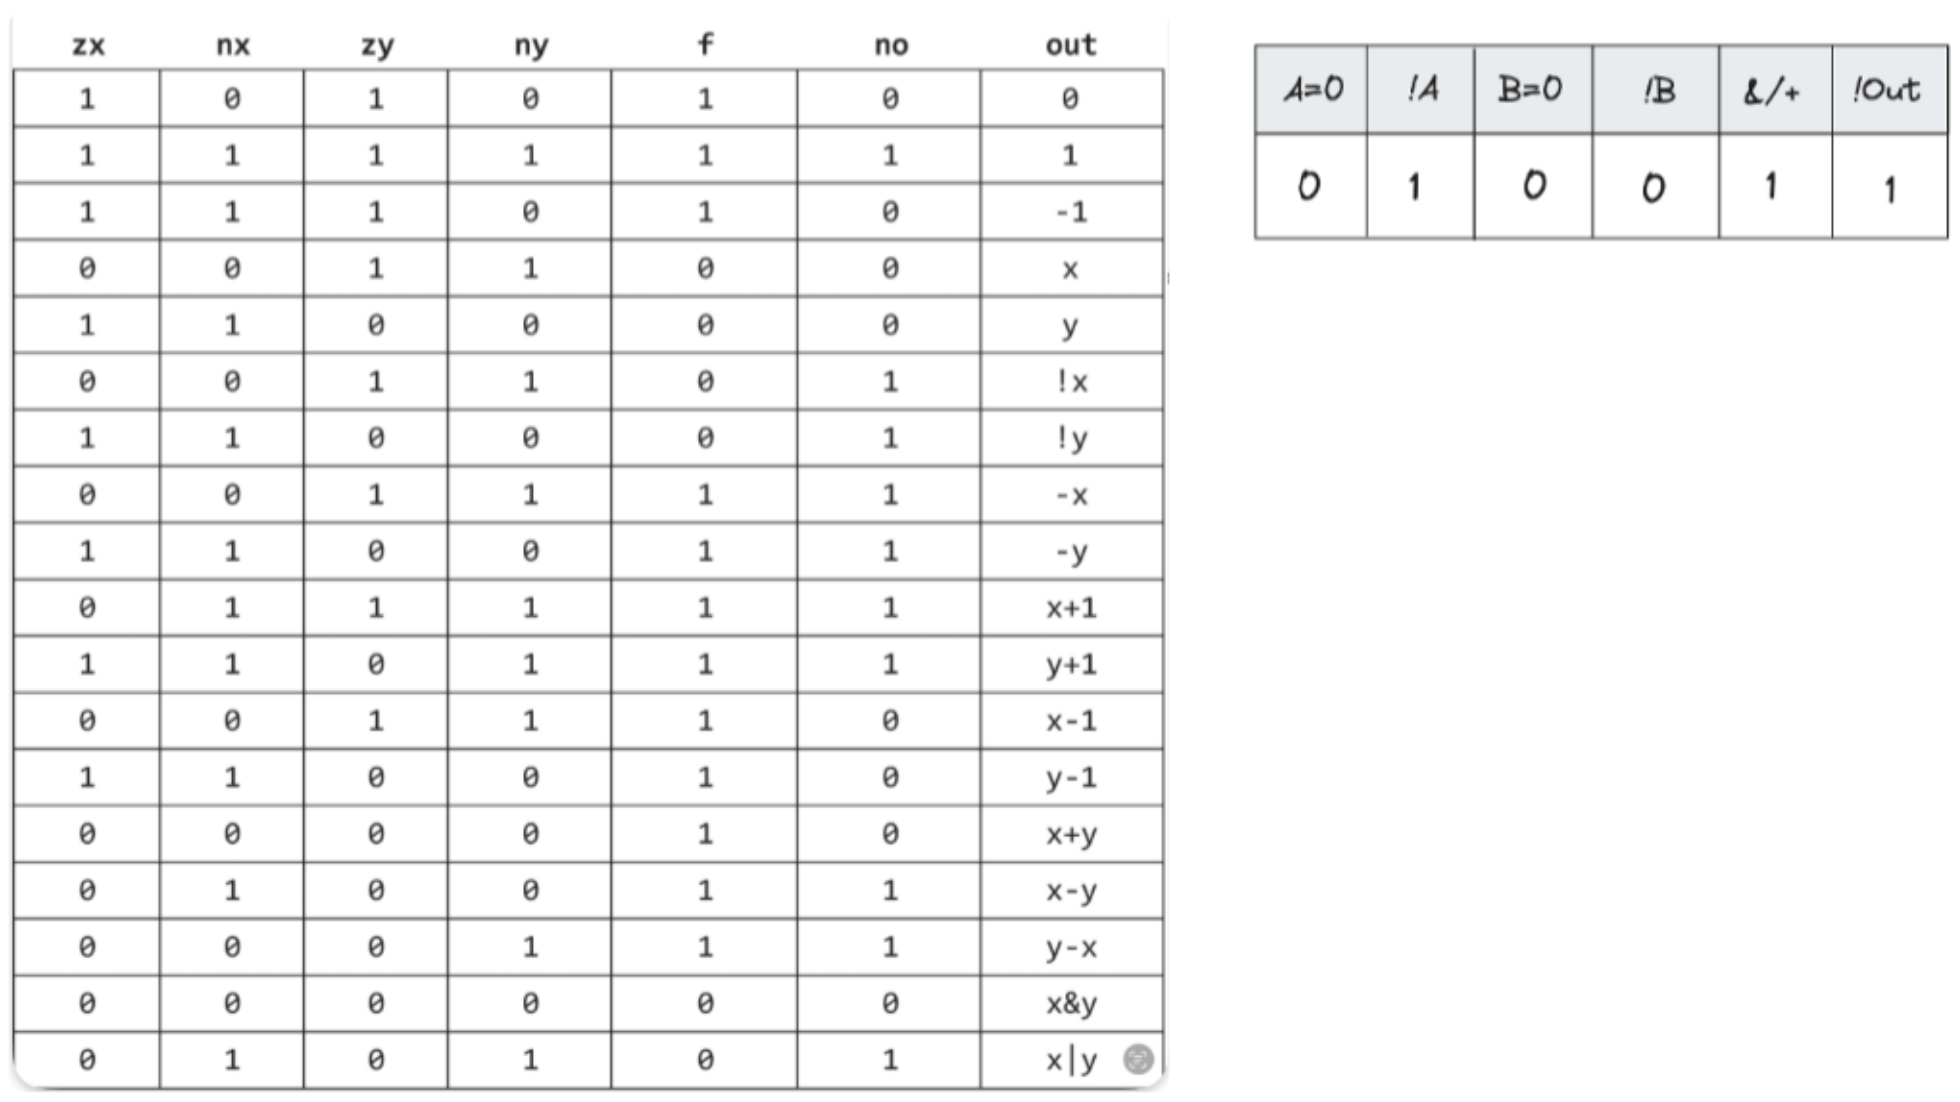 zx nx zy ny f no out
1 0 1 0 1 0 0
1 1 1 1 1 1 1
1 1 1 0 1 0 -1
0 0 1 1 0 0 x
1 1 0 0 0 0 y
0 0 1 1 0 1 !x
1 1 0 0 0 1 !y
0 0 1 1 1 1 -x
1 1 0 0 1 1 -y
0 1 1 1 1 1 x+1
1 1 0 1 1 1 y+1
0 0 1 1 1 0 x-1
1 1 0 0 1 0 y-1
0 0 0 0 1 0 x+y
0 1 0 0 1 1 x-y
0 0 0 1 1 1 y-x
0 0 0 0 0 0 x&y
0 1 0 1 0 1 x|y
A=0 !A B=0 !B &/+ !Out
0 1 0 0 1 1